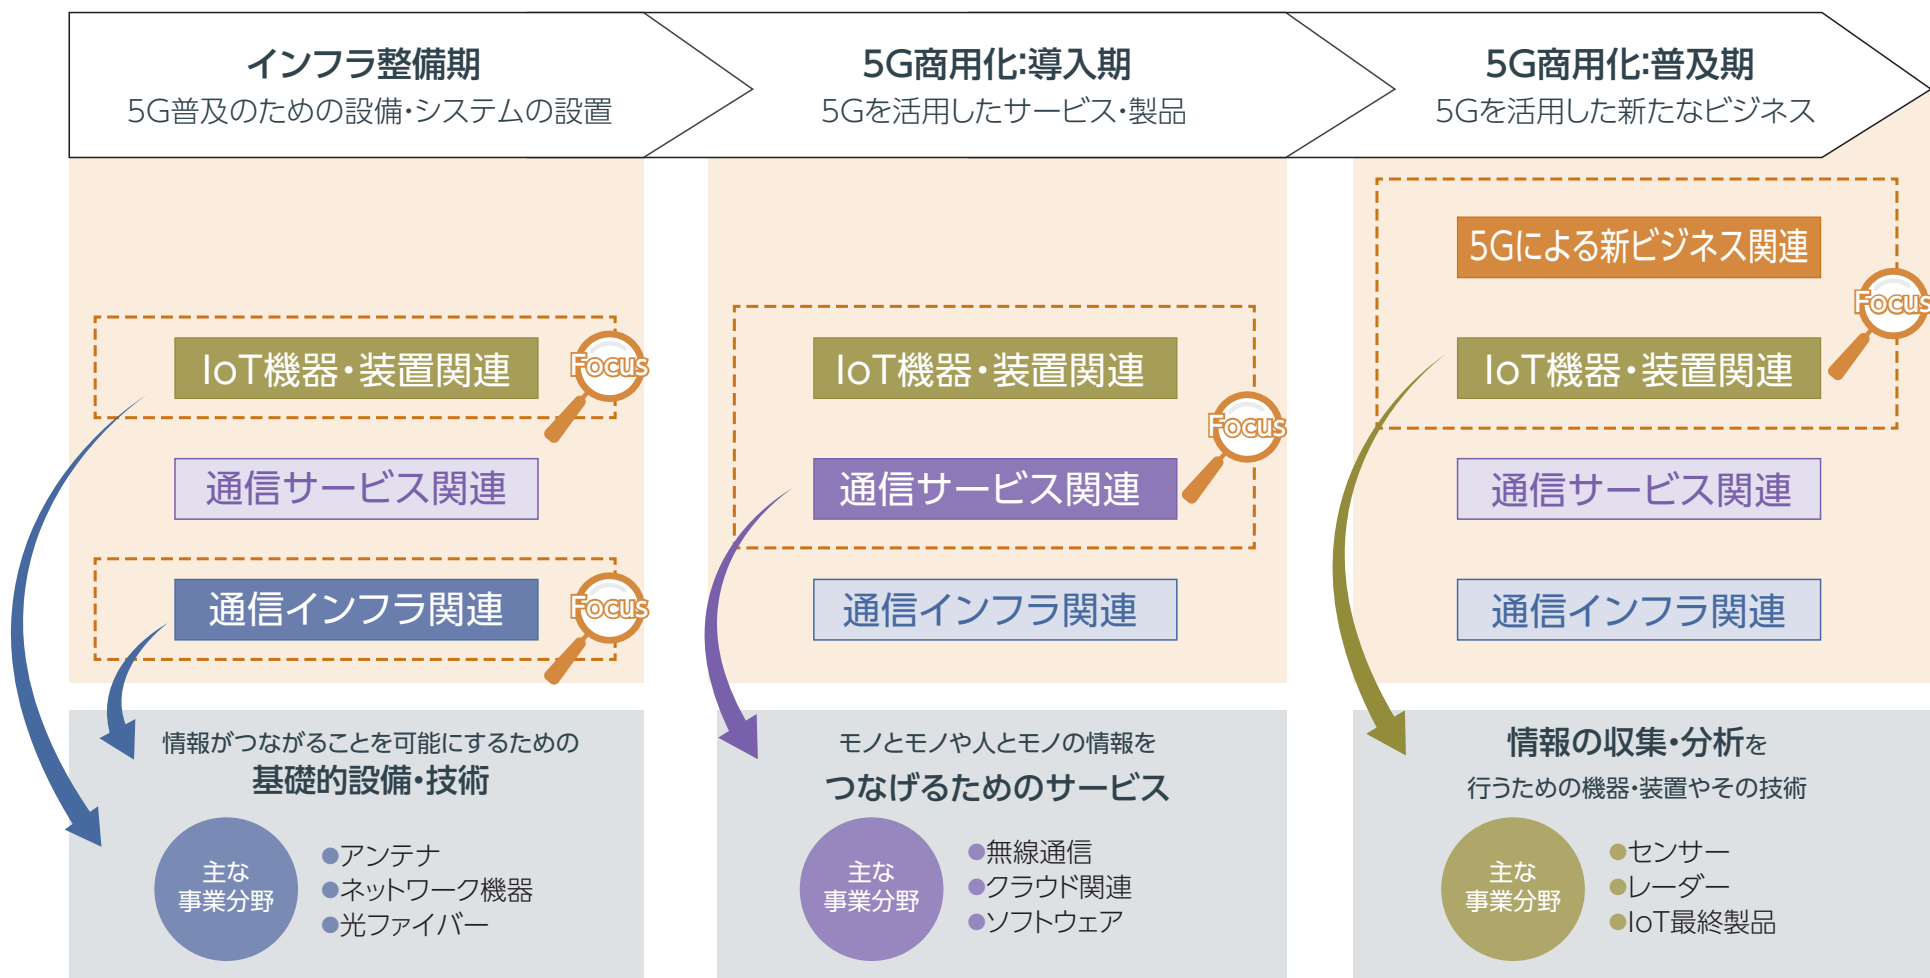 インフラ整備期
5G普及のための設備・システムの設置
5G商用化:導入期
5Gを活用したサービス・製品
5G商用化:普及期
5Gを活用した新たなビジネス
IoT機器・装置関連
Focus
通信サービス関連
通信インフラ関連
Focus
IoT機器・装置関連
通信サービス関連
Focus
通信インフラ関連
5Gによる新ビジネス関連
Focus
IoT機器・装置関連
通信サービス関連
通信インフラ関連
情報がつながることを可能にするための
基礎的設備・技術
主な
事業分野
●アンテナ
●ネットワーク機器
●光ファイバー
モノとモノや人とモノの情報を
つなげるためのサービス
主な
事業分野
●無線通信
●クラウド関連
●ソフトウェア
情報の収集・分析を
行うための機器・装置やその技術
主な
事業分野
●センサー
●レーダー
●IoT最終製品